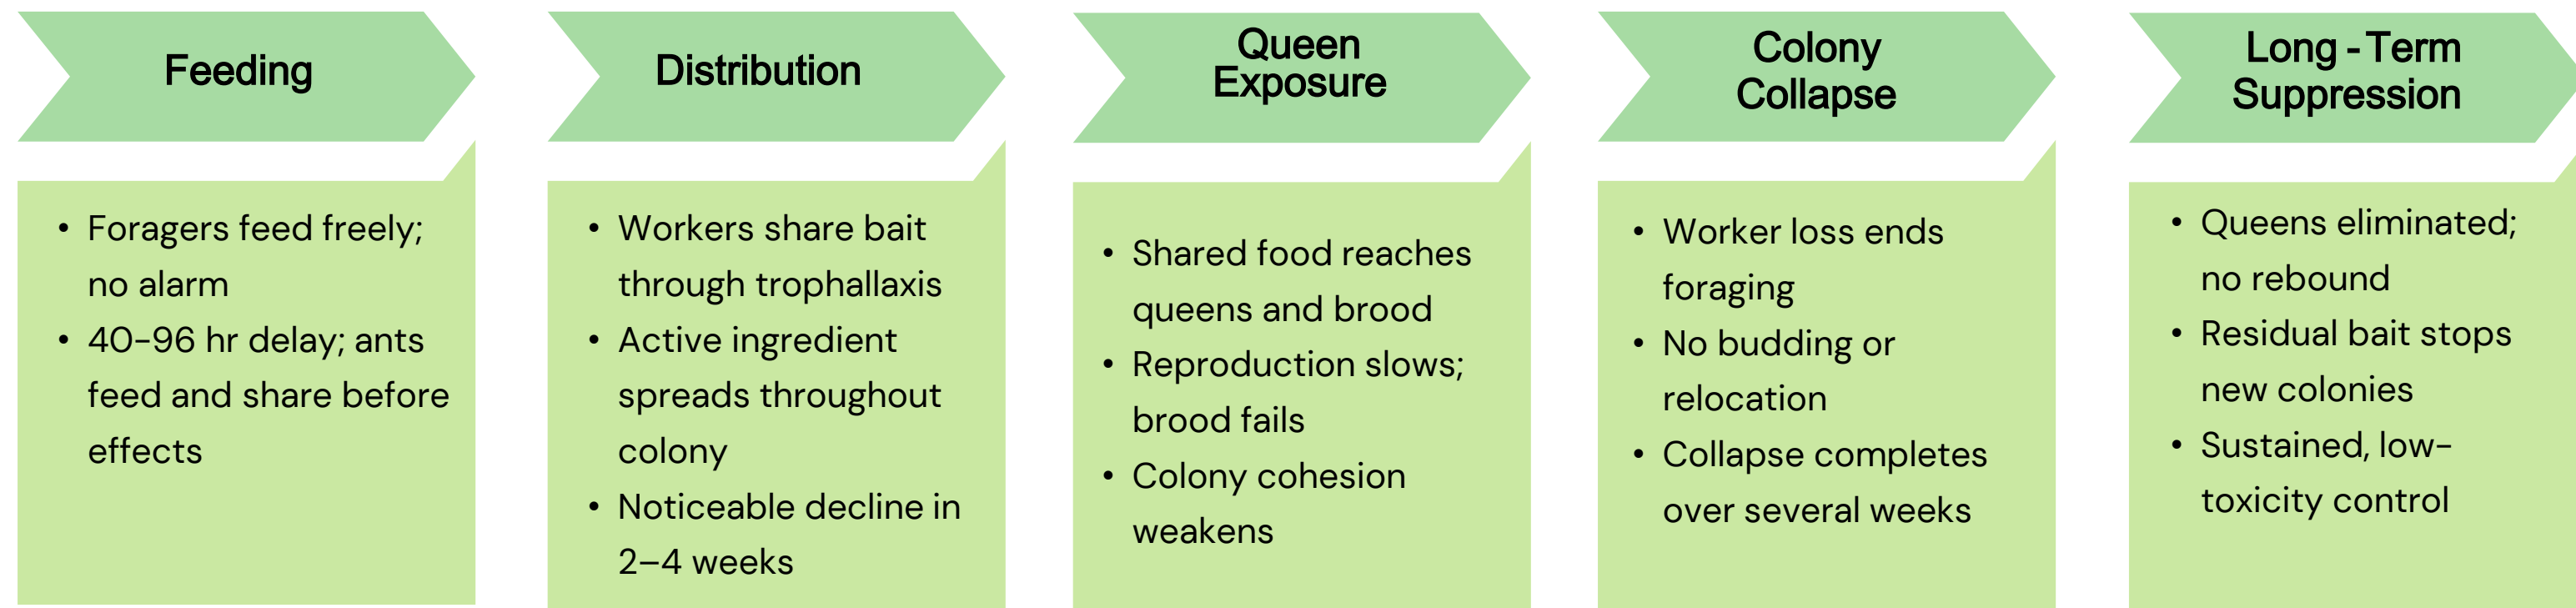 Feeding
• Foragers feed freely;
no alarm
• 40-96 hr delay; ants
feed and share before
effects
Distribution
• Workers share bait
through trophallaxis
• Active ingredient
spreads throughout
colony
• Noticeable decline in
2–4 weeks
Queen
Exposure
• Shared food reaches
queens and brood
• Reproduction slows;
brood fails
• Colony cohesion
weakens
Colony
Collapse
• Worker loss ends
foraging
• No budding or
relocation
• Collapse completes
over several weeks
Long - Term
Suppression
• Queens eliminated;
no rebound
• Residual bait stops
new colonies
• Sustained, low-
toxicity control